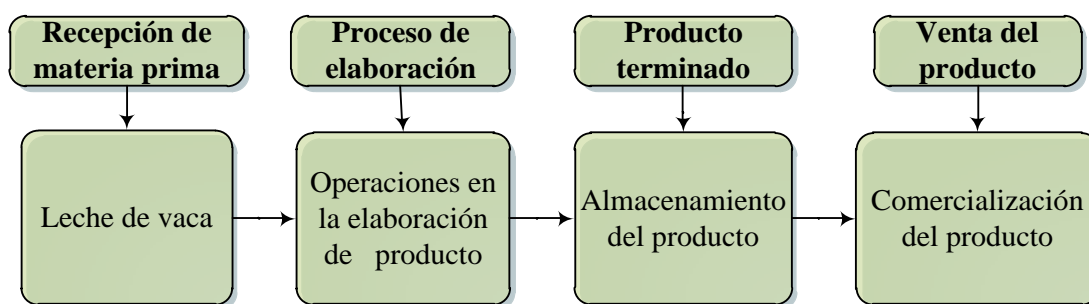 Recepción de
materia prima
Proceso de
elaboración
Producto
terminado
Venta del
producto
Leche de vaca
Operaciones en
la elaboración
de producto
Almacenamiento
del producto
Comercialización
del producto